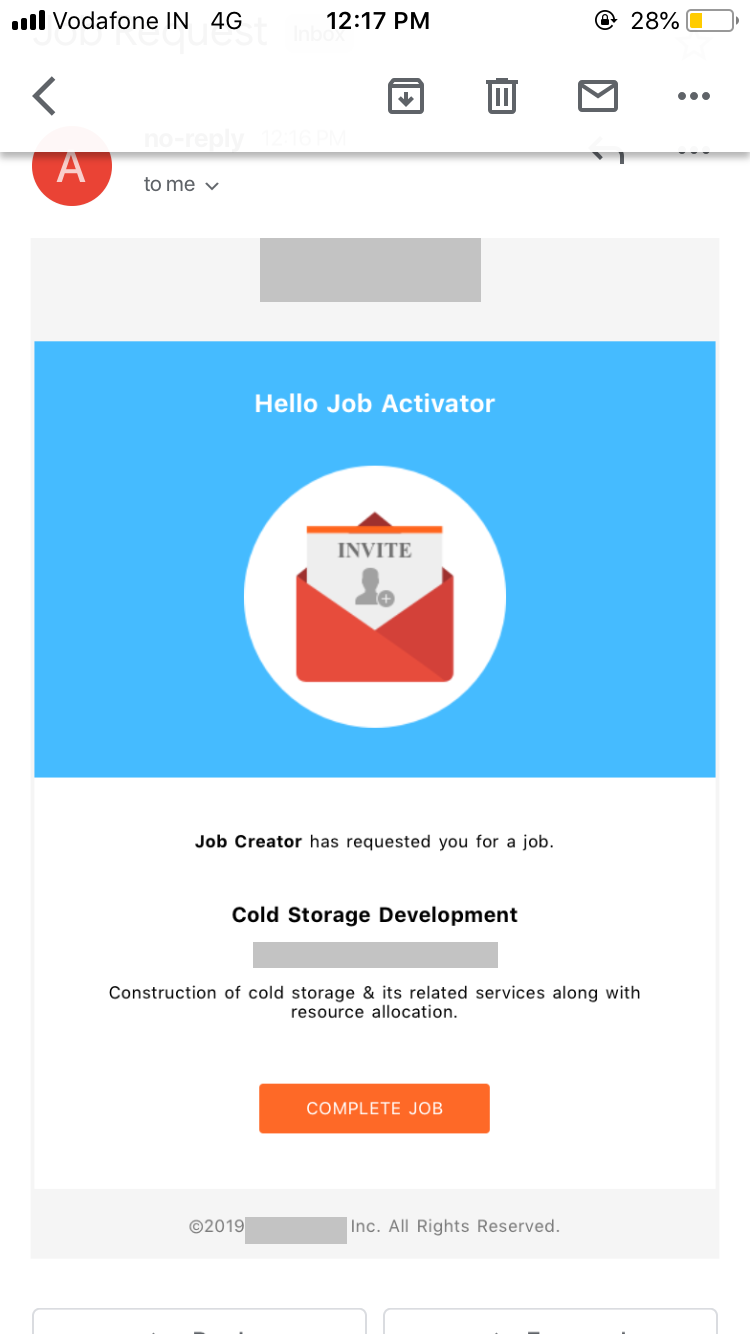 Vodafone IN 4G 12:17 PM 28%
Job Request Inbox
no-reply 12:16 PM
A
to me
Hello Job Activator
INVITE
Job Creator has requested you for a job.
Cold Storage Development
Construction of cold storage & its related services along with
resource allocation.
COMPLETE JOB
©2019 Inc. All Rights Reserved.